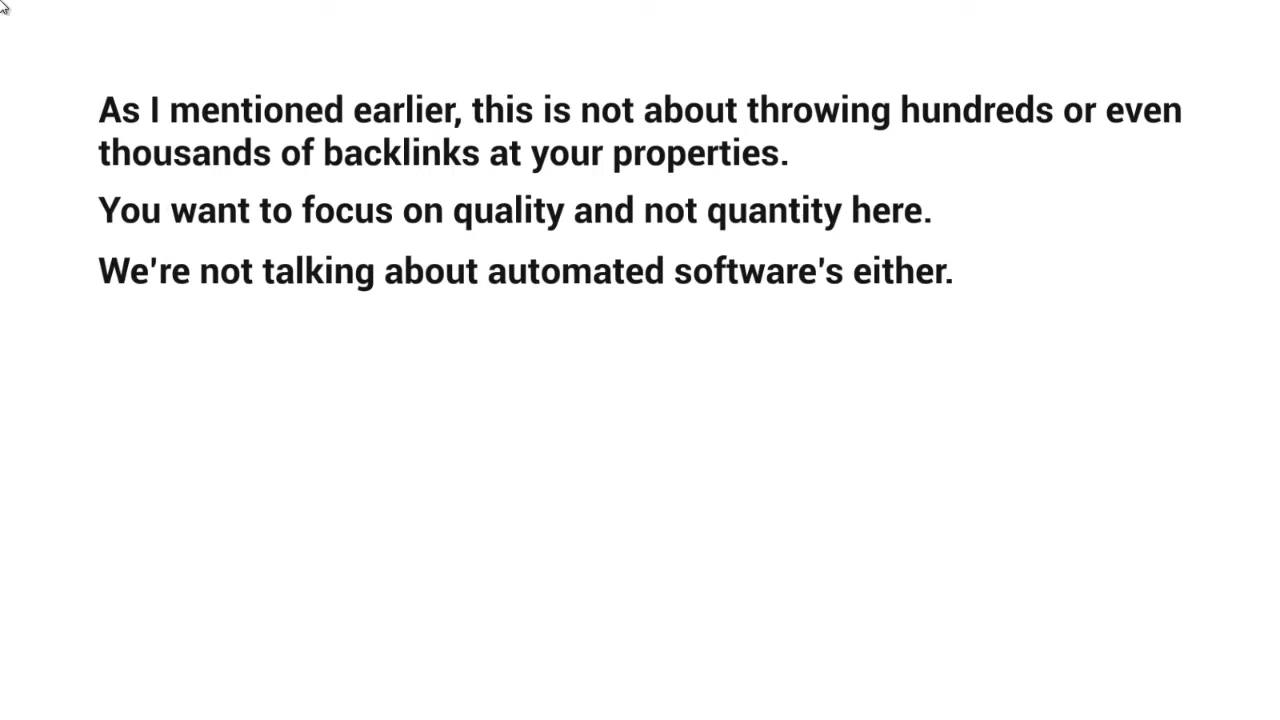 As I mentioned earlier, this is not about throwing hundreds or even
thousands of backlinks at your properties.
You want to focus on quality and not quantity here.
We're not talking about automated software's either.